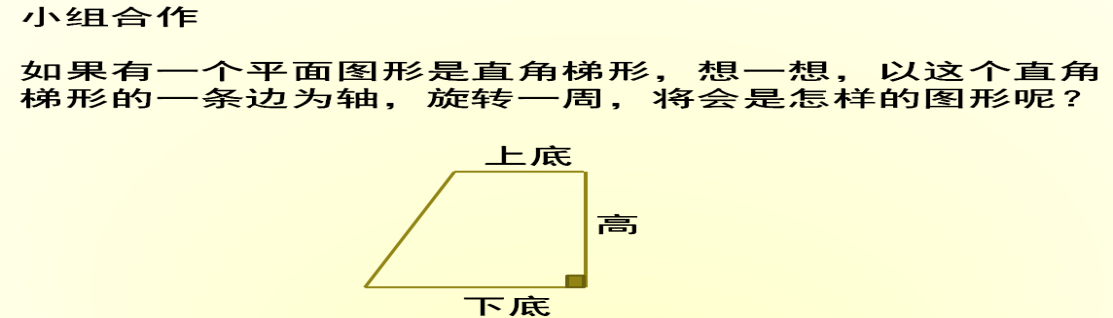 小组合作
如果有一个平面图形是直角梯形，想一想，以这个直角
梯形的一条边为轴，旋转一周，将会是怎样的图形呢？
上底
高
下底